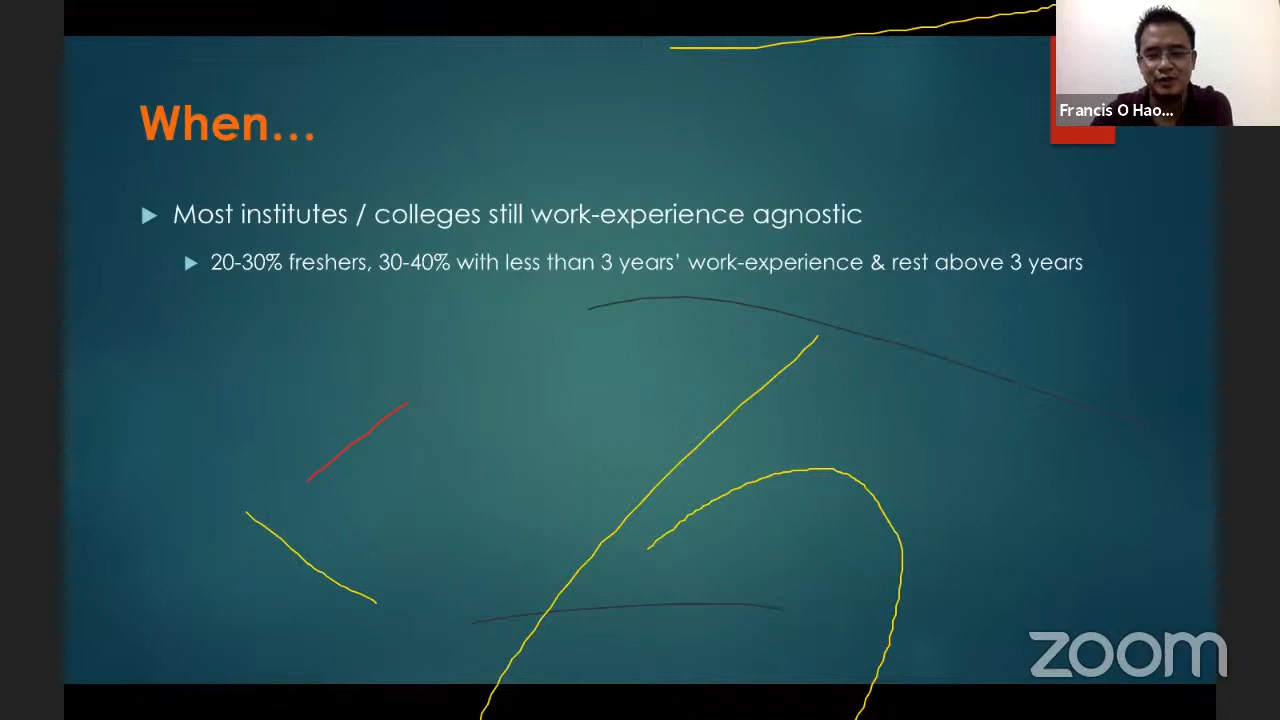 When...
Most institutes / colleges still work-experience agnostic
20-30% freshers, 30-40% with less than 3 years' work-experience & rest above 3 years
Francis O Hao...
zoom